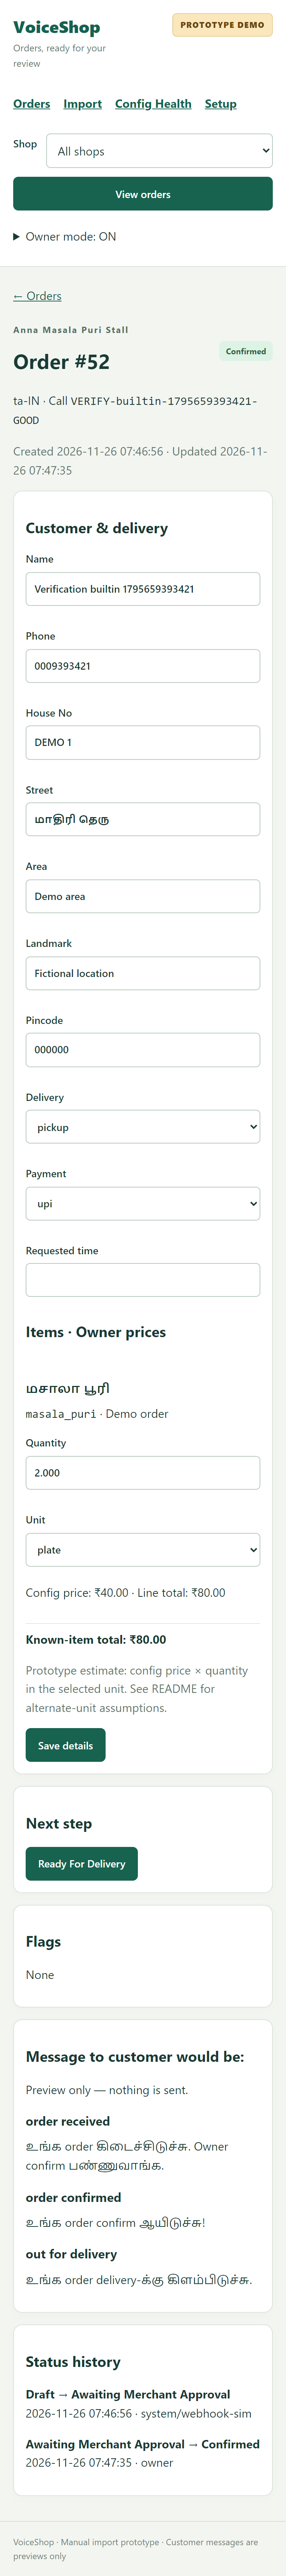 VoiceShop
PROTOTYPE DEMO
Orders, ready for your
review
Orders Import Config Health Setup
Shop
All shops
View orders
▶ Owner mode: ON
← Orders
Anna Masala Puri Stall
Order #52
Confirmed
ta-IN · Call VERIFY-builtin-1795659393421-
GOOD
Created 2026-11-26 07:46:56 · Updated 2026-11-
26 07:47:35
Customer & delivery
Name
Verification builtin 1795659393421
Phone
0009393421
House No
DEMO 1
Street
மாதிரி தெரு
Area
Demo area
Landmark
Fictional location
Pincode
000000
Delivery
pickup
Payment
upi
Requested time
Items · Owner prices
மசாலா பூரி
masala_puri · Demo order
Quantity
2.000
Unit
plate
Config price: ₹40.00 · Line total: ₹80.00
Known-item total: ₹80.00
Prototype estimate: config price × quantity
in the selected unit. See README for
alternate-unit assumptions.
Save details
Next step
Ready For Delivery
Flags
None
Message to customer would be:
Preview only — nothing is sent.
order received
உங்க order கிடைச்சிடுச்சு. Owner
confirm பண்ணுவாங்க.
order confirmed
உங்க order confirm ஆயிடுச்சு!
out for delivery
உங்க order delivery-க்கு கிளம்பிடுச்சு.
Status history
Draft → Awaiting Merchant Approval
2026-11-26 07:46:56 · system/webhook-sim
Awaiting Merchant Approval → Confirmed
2026-11-26 07:47:35 · owner
VoiceShop · Manual import prototype · Customer messages are
previews only